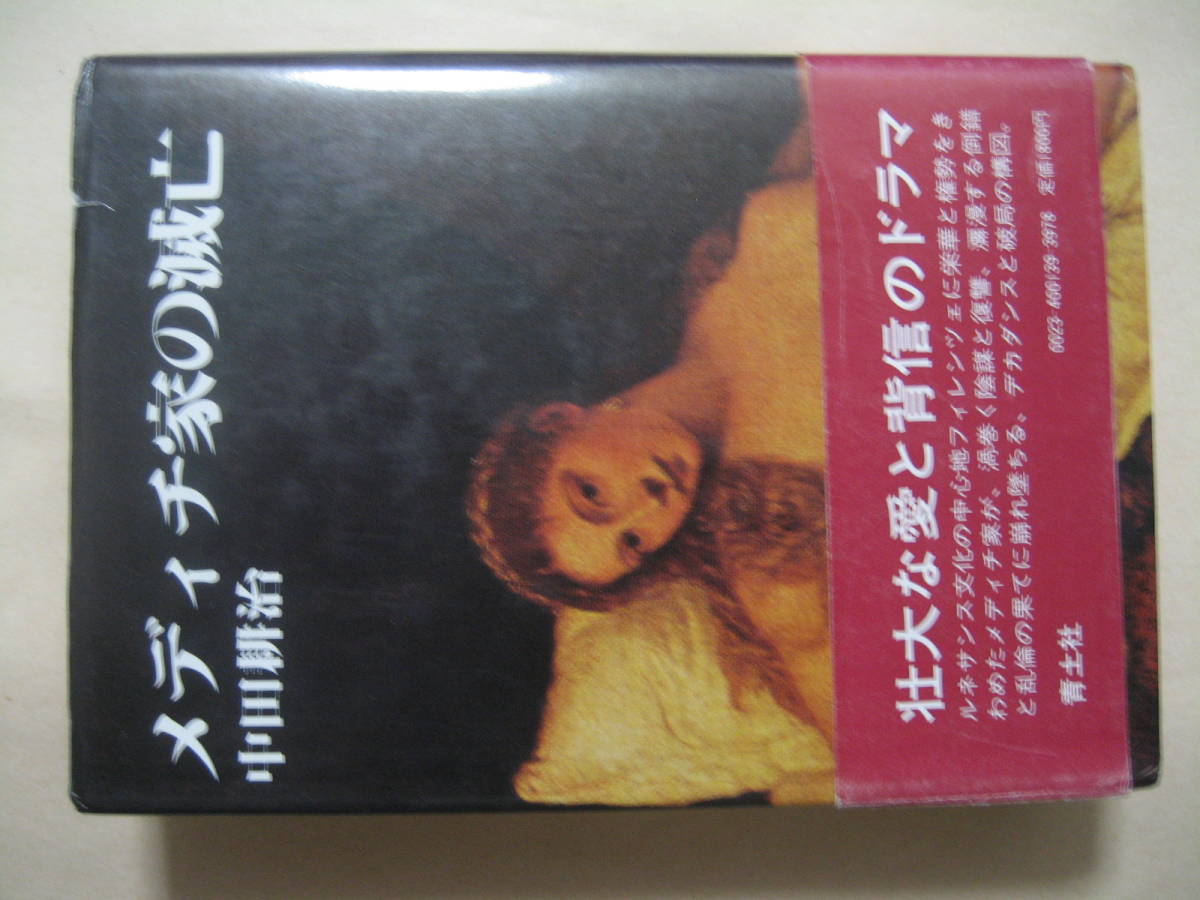 メディチ家の滅亡
中田耕治
壮大な愛と背信のドラマ
ルネサンス文化の中心地フィレンツェに栄華と権勢をき
わめたメディチ家が、渦巻く陰謀と復讐、瀰漫する倒錯
と乱倫の果てに崩れ墜ちる、デカダンスと破局の構図。
青土社
0023-400139-3978 定価1800円